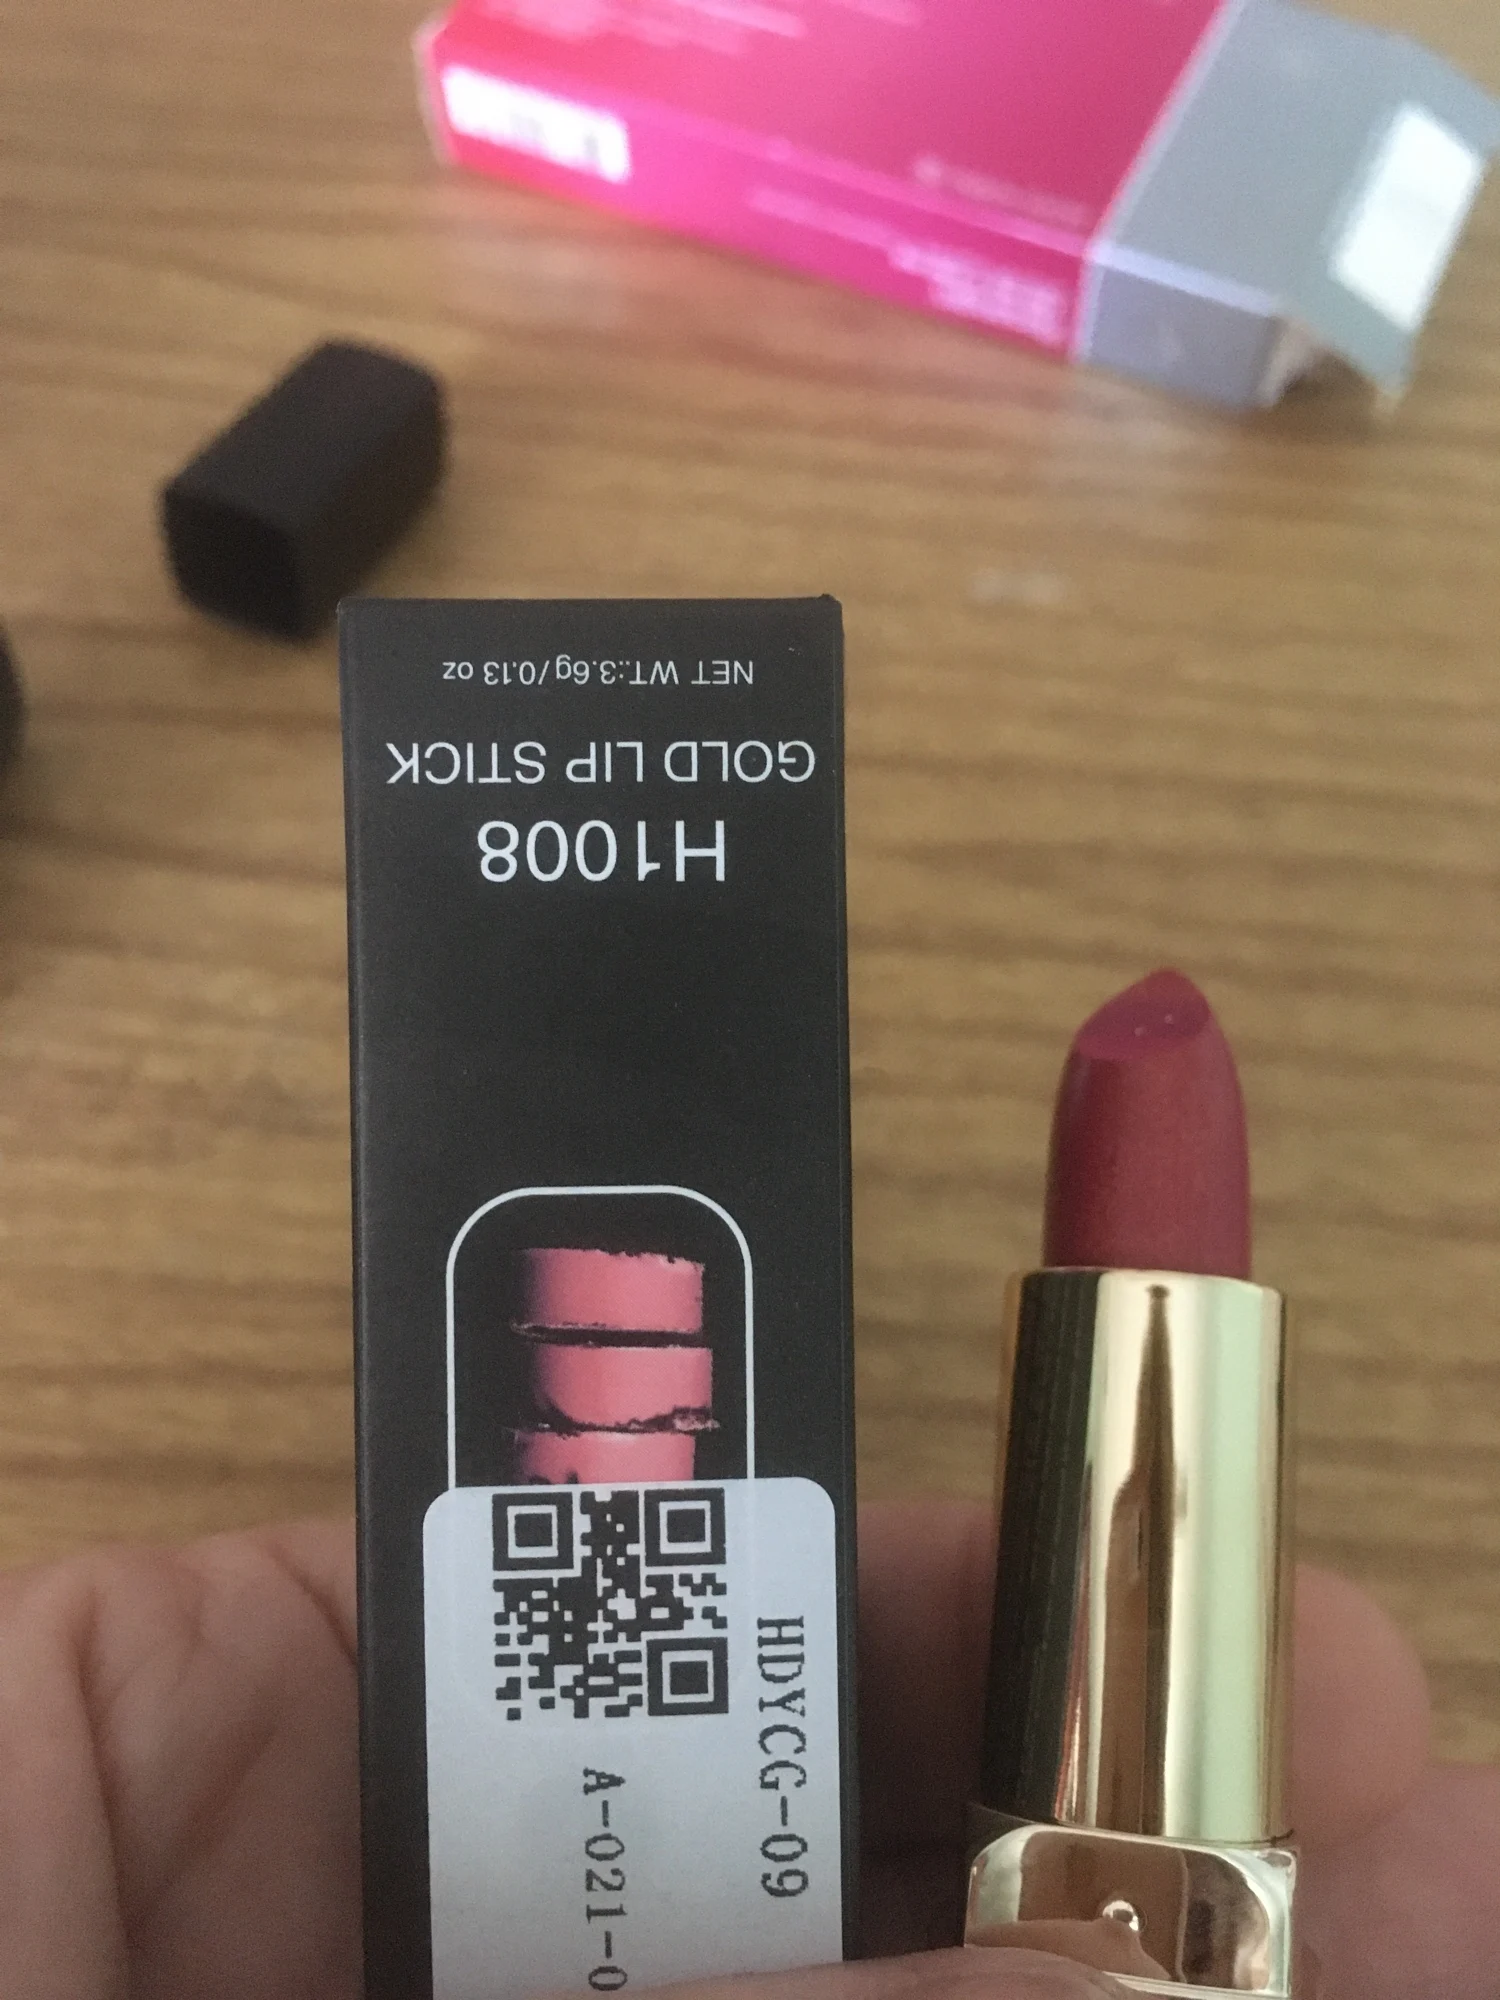 H1008
GOLD LIP STICK
NET WT.:3.6g/0.13 oz
HDYCG-09
A-021-0